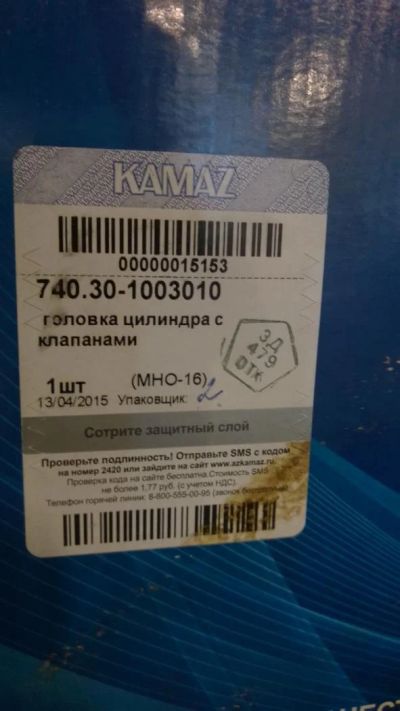 KAMAZ
00000015153
740.30-1003010
головка цилиндра с
клапанами
ЗД
479
ОТК
1шт (МНО-16)
13/04/2015 Упаковщик: 2
Сотрите защитный слой
Проверьте подлинность! Отправьте SMS с кодом
на номер 2420 или зайдите на сайт www.azkamaz.ru.
Проверка кода на сайте бесплатна.Стоимость SMS
не более 1,77 руб. (с учетом НДС).
Телефон горячей линии: 8-800-555-00-95 (звонок бесплатный)